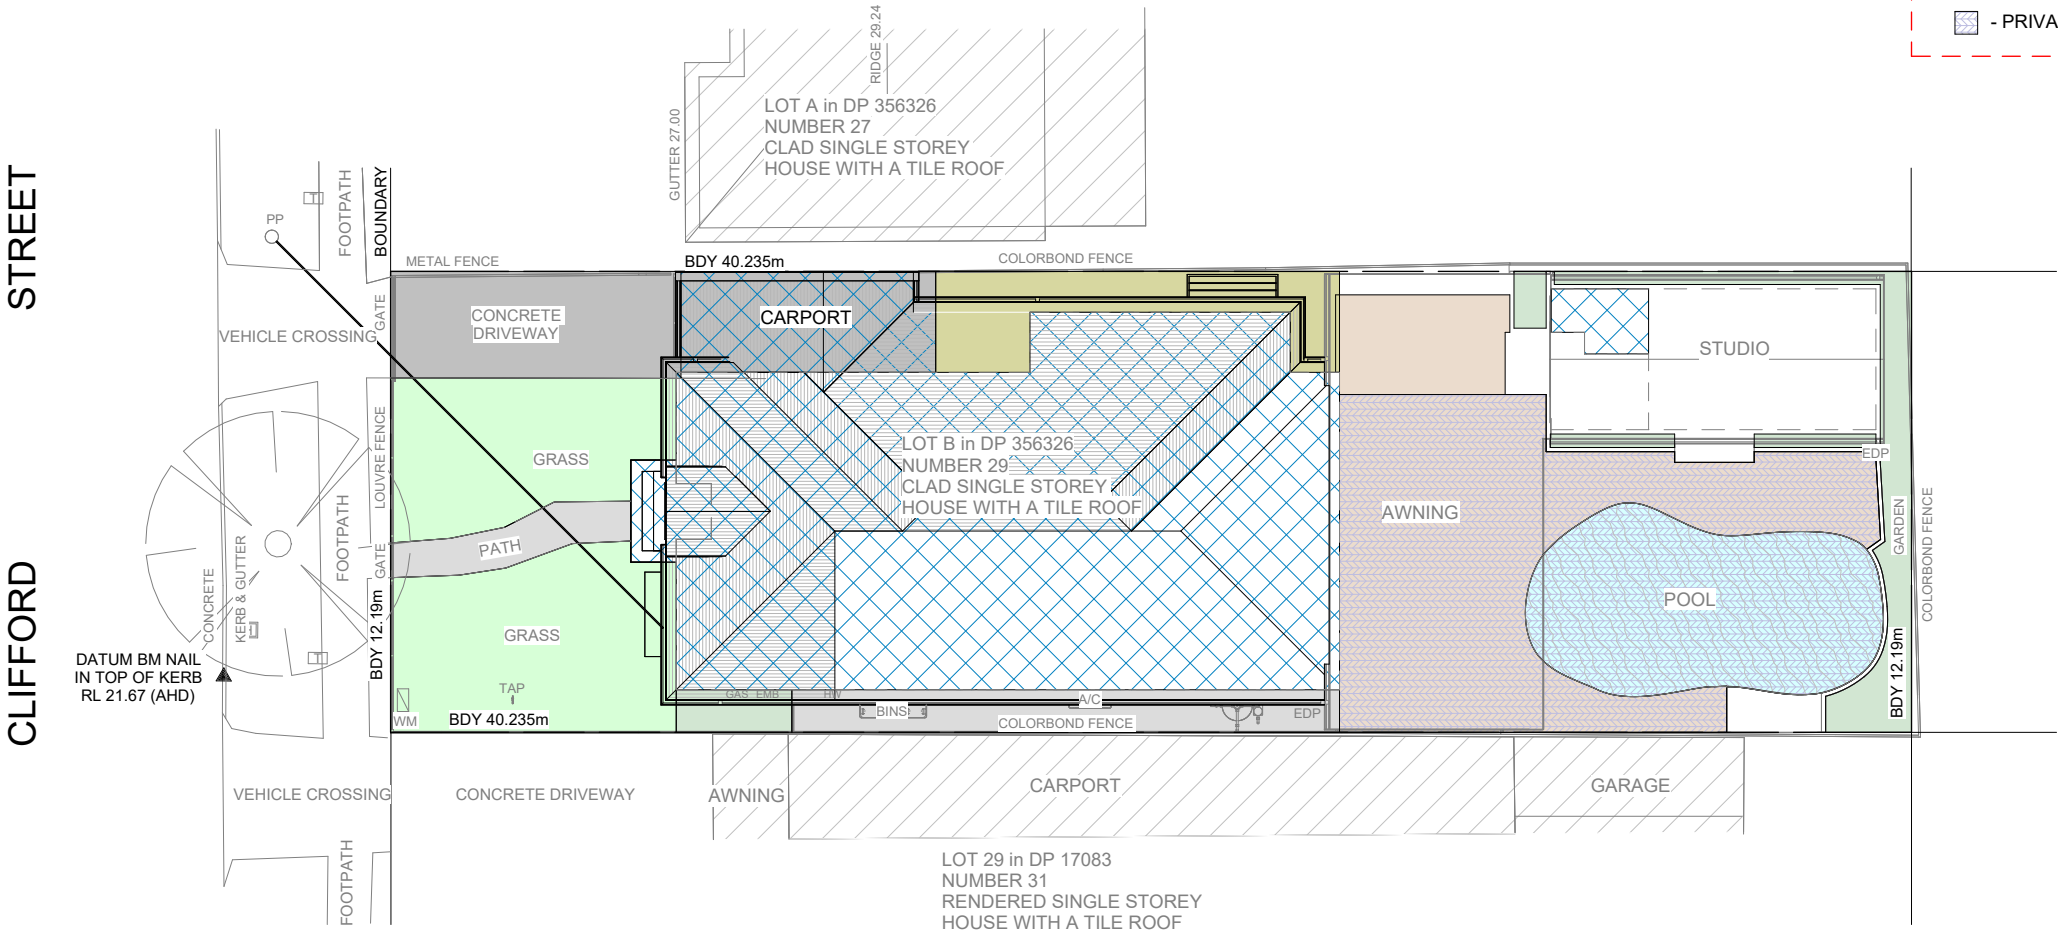 - PRIVA
RIDGE 29.24
GUTTER 27.00
LOT A in DP 356326
NUMBER 27
CLAD SINGLE STOREY
HOUSE WITH A TILE ROOF
STREET
CLIFFORD
PP
FOOTPATH
BOUNDARY
METAL FENCE
BDY 40.235m
COLORBOND FENCE
GATE
VEHICLE CROSSING
CONCRETE
DRIVEWAY
CARPORT
STUDIO
LOUVRE FENCE
GRASS
LOT B in DP 356326
NUMBER 29
CLAD SINGLE STOREY
HOUSE WITH A TILE ROOF
EDP
AWNING
GARDEN
COLORBOND FENCE
FOOTPATH
GATE
PATH
CONCRETE
KERB & GUTTER
POOL
BDY 12.19m
GRASS
BDY 12.19m
DATUM BM NAIL
IN TOP OF KERB
RL 21.67 (AHD)
TAP
GAS
EMB
HW
A/C
WM
BDY 40.235m
BINS
COLORBOND FENCE
EDP
VEHICLE CROSSING
CONCRETE DRIVEWAY
AWNING
CARPORT
GARAGE
FOOTPATH
LOT 29 in DP 17083
NUMBER 31
RENDERED SINGLE STOREY
HOUSE WITH A TILE ROOF